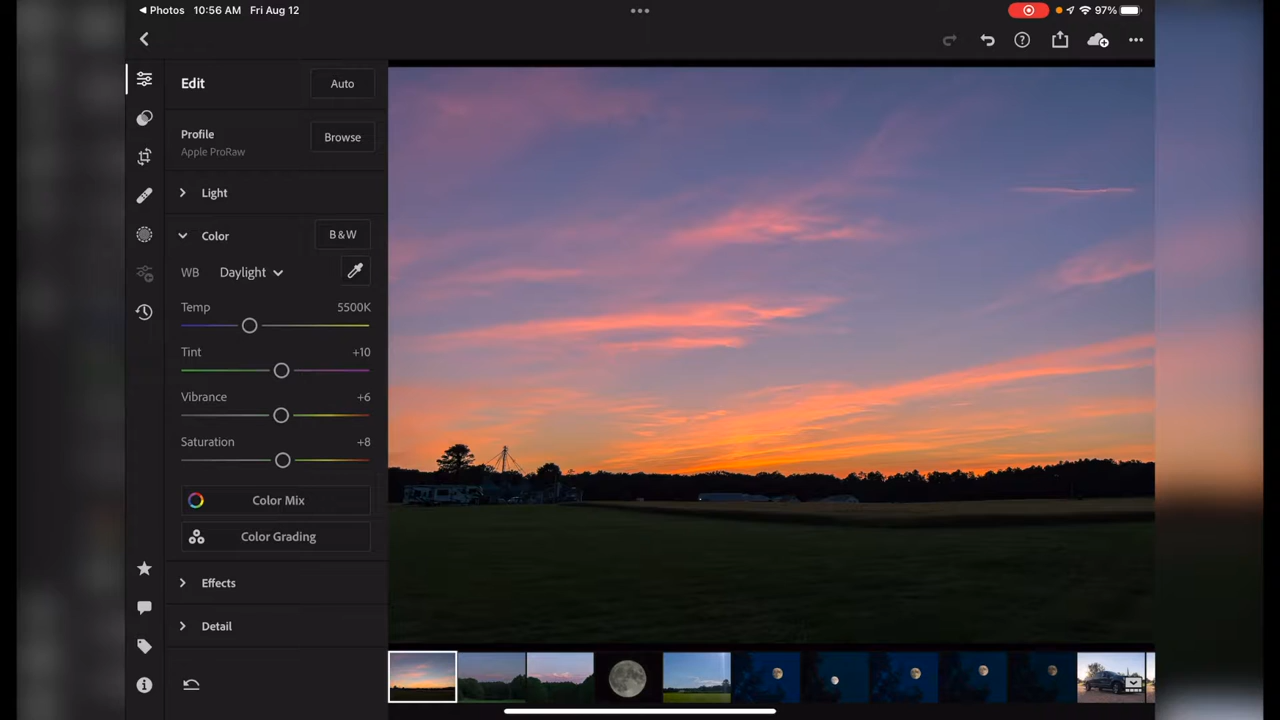 Photos 10:56 AM Fri Aug 12 97%
Edit Auto
Profile
Apple ProRaw
Browse
Light
Color B&W
WB Daylight
Temp 5500K
Tint +10
Vibrance +6
Saturation +8
Color Mix
Color Grading
Effects
Detail